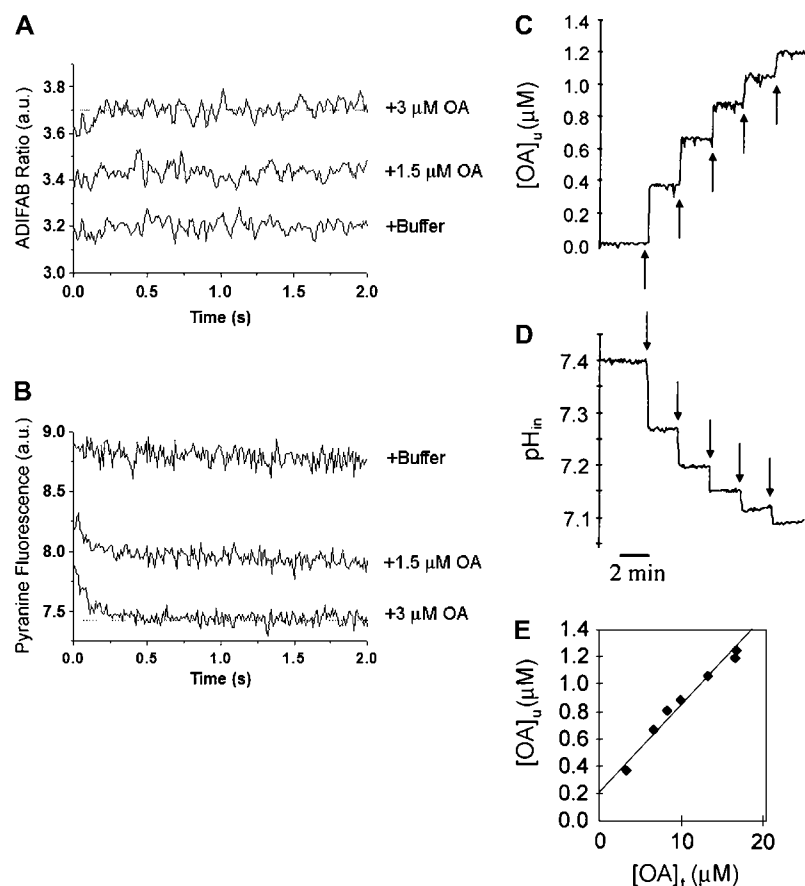 A
ADIFAB Ratio (a.u.)
3.8
3.6
3.4
3.2
3.0
+3 µM OA
+1.5 µM OA
+Buffer
0.0 0.5 1.0 1.5 2.0
Time (s)
B
Pyranine Fluorescence (a.u.)
9.0
8.5
8.0
7.5
+Buffer
+1.5 µM OA
+3 µM OA
0.0 0.5 1.0 1.5 2.0
Time (s)
C
[OA]u (µM)
1.4
1.2
1.0
0.8
0.6
0.4
0.2
0.0
D
pHin
7.4
7.3
7.2
7.1
2 min
E
[OA]u (µM)
1.4
1.2
1.0
0.8
0.6
0.4
0.2
0.0
0 10 20
[OA]t (µM)